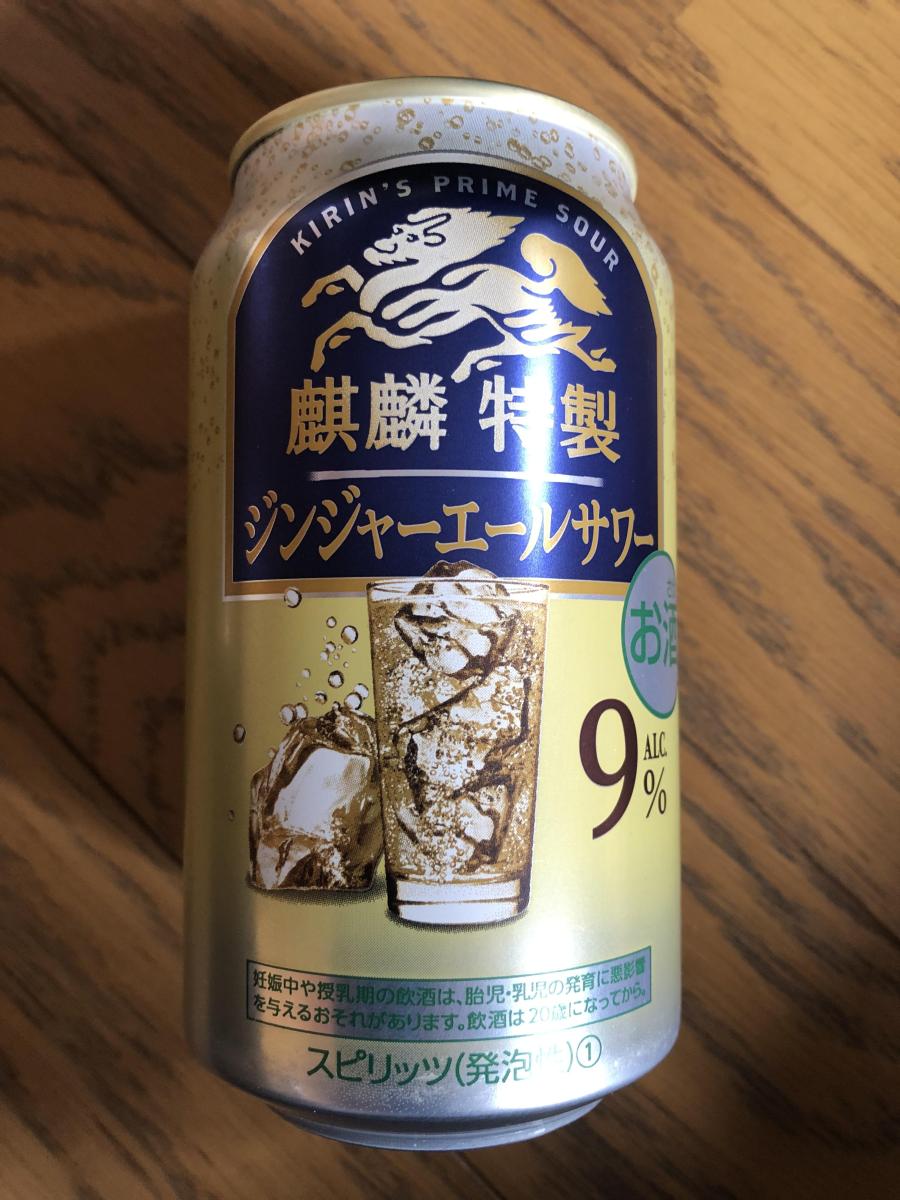 KIRIN'S PRIME SOUR
麒麟 特製
ジンジャーエールサワー
お酒
9
ALC.
%
妊娠中や授乳期の飲酒は、胎児・乳児の発育に悪影響
を与えるおそれがあります。飲酒は20歳になってから。
スピリッツ(発泡性)①